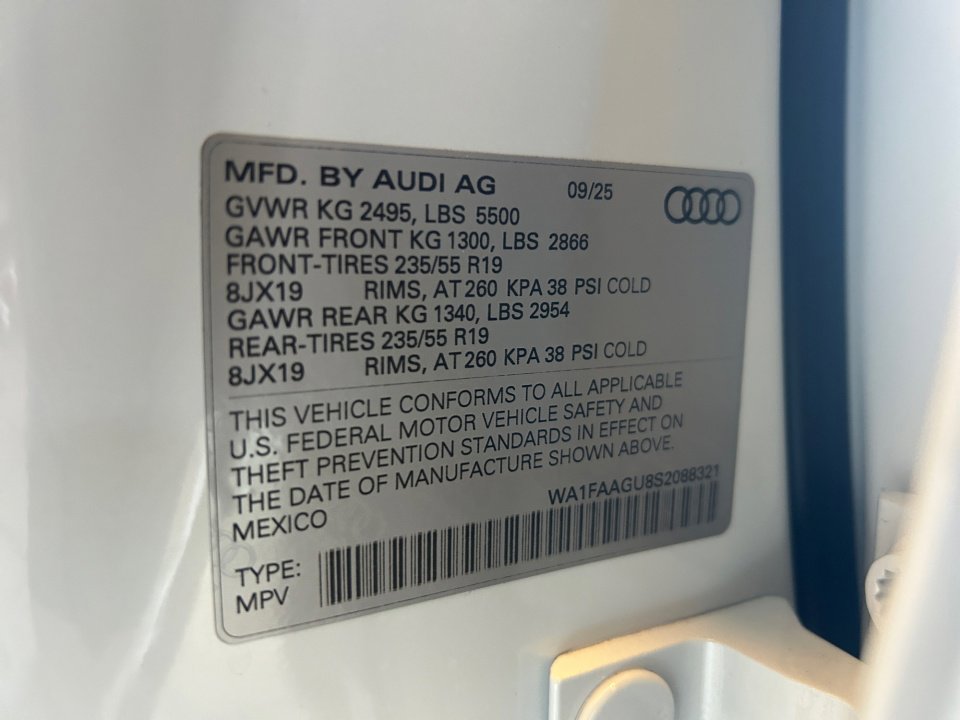 MFD. BY AUDI AG 09/25
GVWR KG 2495, LBS 5500
GAWR FRONT KG 1300, LBS 2866
FRONT-TIRES 235/55 R19
8JX19 RIMS, AT 260 KPA 38 PSI COLD
GAWR REAR KG 1340, LBS 2954
REAR-TIRES 235/55 R19
8JX19 RIMS, AT 260 KPA 38 PSI COLD
THIS VEHICLE CONFORMS TO ALL APPLICABLE
U.S. FEDERAL MOTOR VEHICLE SAFETY AND
THEFT PREVENTION STANDARDS IN EFFECT ON
THE DATE OF MANUFACTURE SHOWN ABOVE.
MEXICO WA1FAAGU8S2088321
TYPE:
MPV